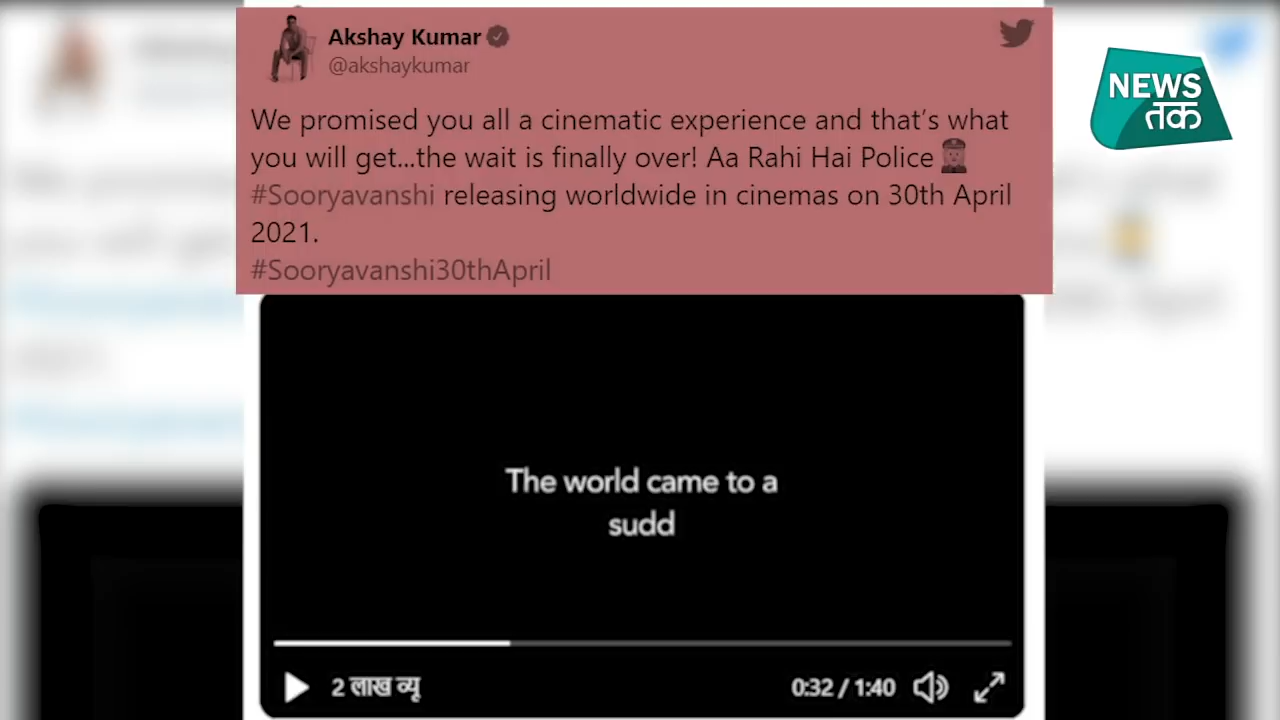 Akshay Kumar
@akshaykumar
We promised you all a cinematic experience and that’s what
you will get...the wait is finally over! Aa Rahi Hai Police
#Sooryavanshi releasing worldwide in cinemas on 30th April
2021.
#Sooryavanshi30thApril
NEWS
तक
The world came to a
sudd
2 लाख व्यू
0:32 / 1:40